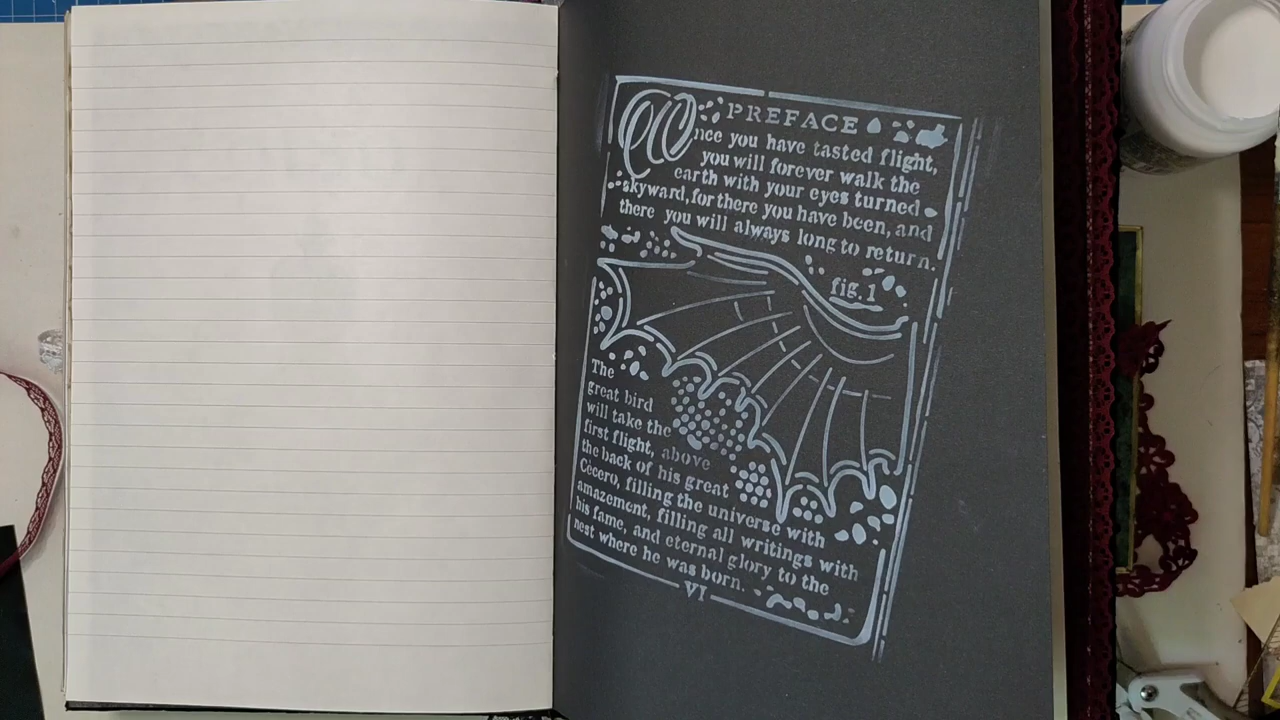 PREFACE
Once you have tasted flight,
you will forever walk the
earth with your eyes turned
skyward, for there you have been, and
there you will always long to return.
fig. 1
The
great bird
will take the
first flight, above
the back of his great
Cècero, filling the universe with
amazement, filling all writings with
his fame, and eternal glory to the
nest where he was born.
VI